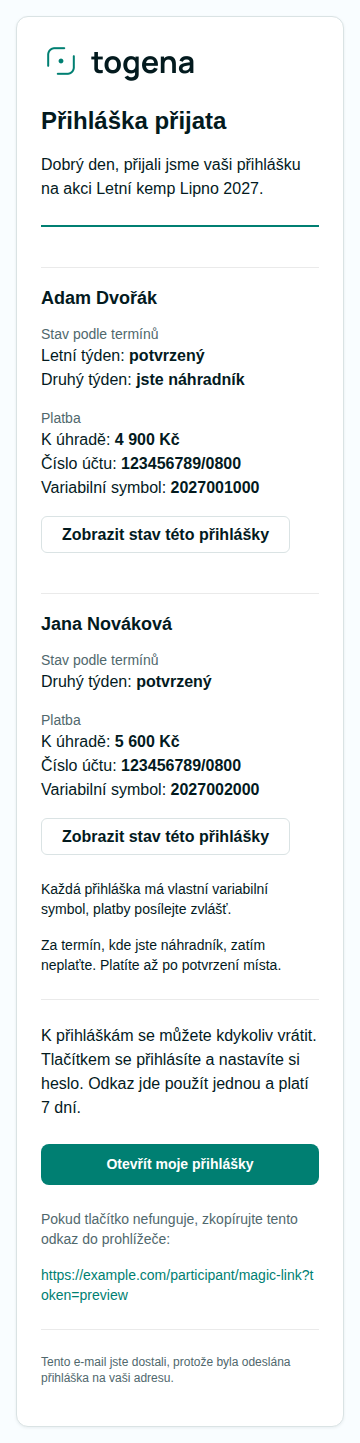 togena
Přihláška přijata
Dobrý den, přijali jsme vaši přihlášku
na akci Letní kemp Lipno 2027.
Adam Dvořák
Stav podle termínů
Letní týden: potvrzený
Druhý týden: jste náhradník
Platba
K úhradě: 4 900 Kč
Číslo účtu: 123456789/0800
Variabilní symbol: 2027001000
Zobrazit stav této přihlášky
Jana Nováková
Stav podle termínů
Druhý týden: potvrzený
Platba
K úhradě: 5 600 Kč
Číslo účtu: 123456789/0800
Variabilní symbol: 2027002000
Zobrazit stav této přihlášky
Každá přihláška má vlastní variabilní
symbol, platby posílejte zvlášť.
Za termín, kde jste náhradník, zatím
neplaťte. Platíte až po potvrzení místa.
K přihláškám se můžete kdykoliv vrátit.
Tlačítkem se přihlásíte a nastavíte si
heslo. Odkaz jde použít jednou a platí
7 dní.
Otevřít moje přihlášky
Pokud tlačítko nefunguje, zkopírujte tento
odkaz do prohlížeče:
https://example.com/participant/magic-link?t
oken=preview
Tento e-mail jste dostali, protože byla odeslána
přihláška na vaši adresu.